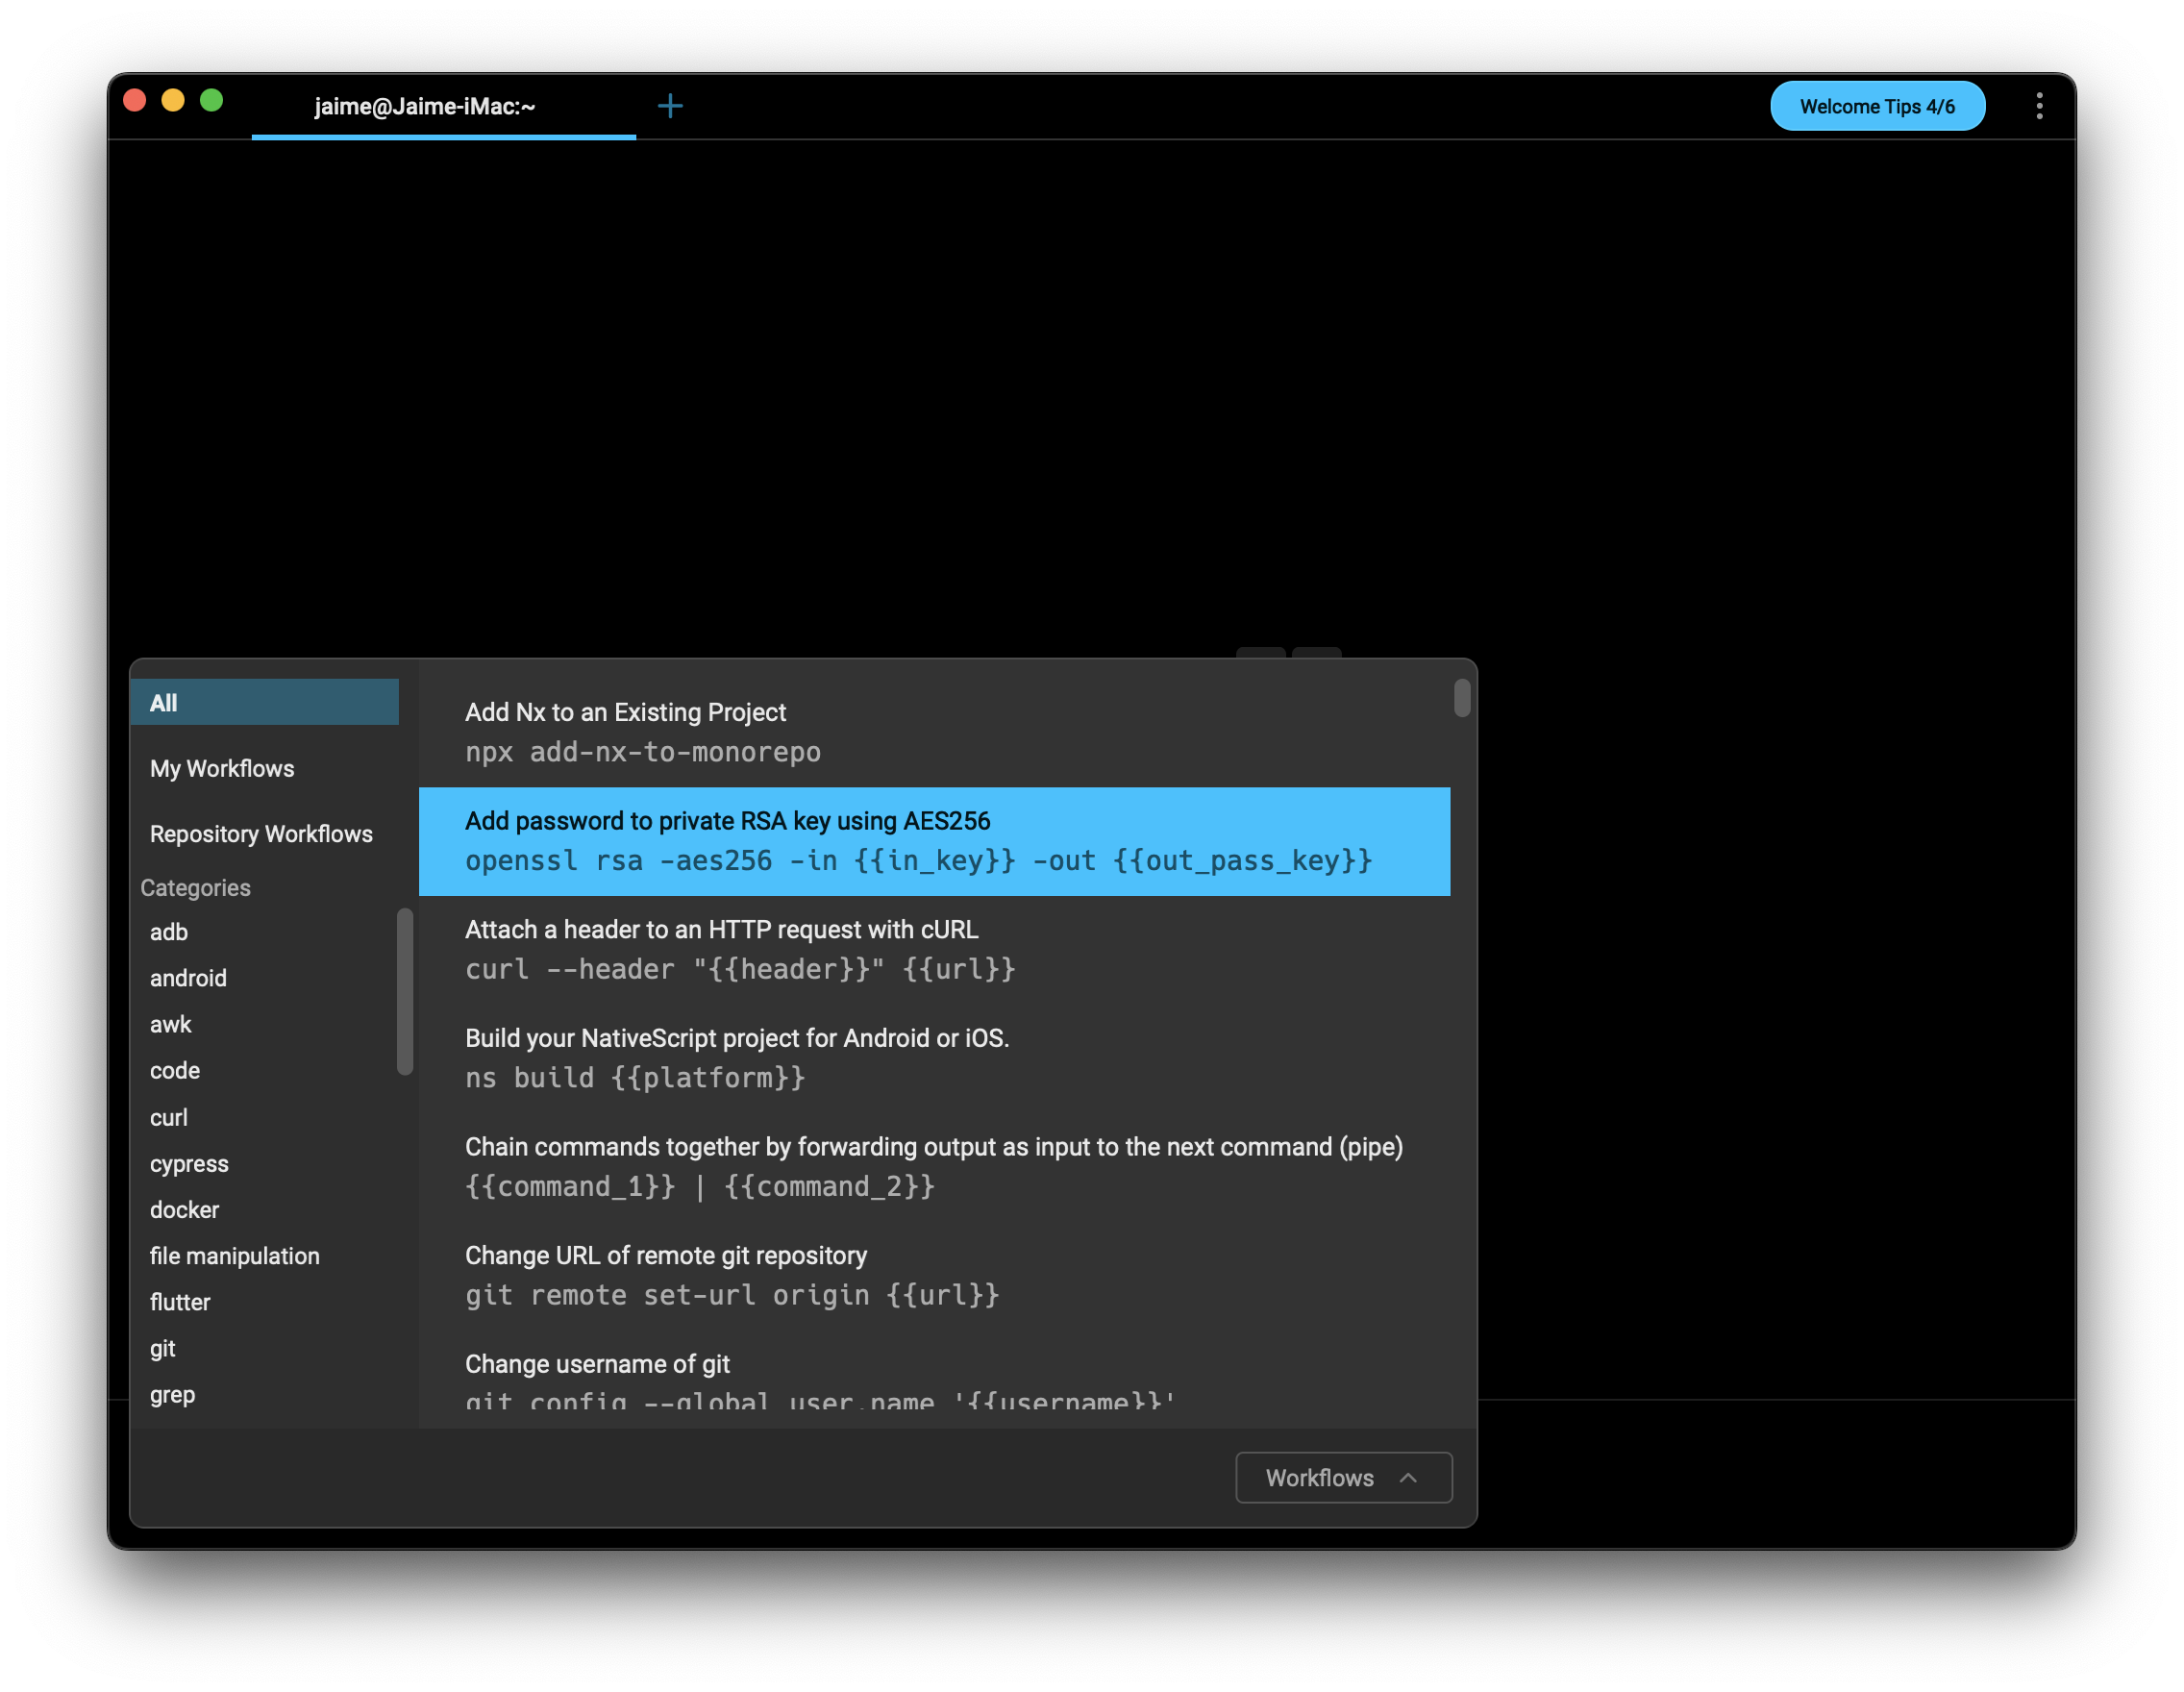 jaime@Jaime-iMac:~
Welcome Tips 4/6
All
My Workflows
Repository Workflows
Categories
adb
android
awk
code
curl
cypress
docker
file manipulation
flutter
git
grep
Add Nx to an Existing Project
npx add-nx-to-monorepo
Add password to private RSA key using AES256
openssl rsa -aes256 -in {{in_key}} -out {{out_pass_key}}
Attach a header to an HTTP request with cURL
curl --header "{{header}}" {{url}}
Build your NativeScript project for Android or iOS.
ns build {{platform}}
Chain commands together by forwarding output as input to the next command (pipe)
{{command_1}} | {{command_2}}
Change URL of remote git repository
git remote set-url origin {{url}}
Change username of git
git config --global user.name '{{username}}'
Workflows